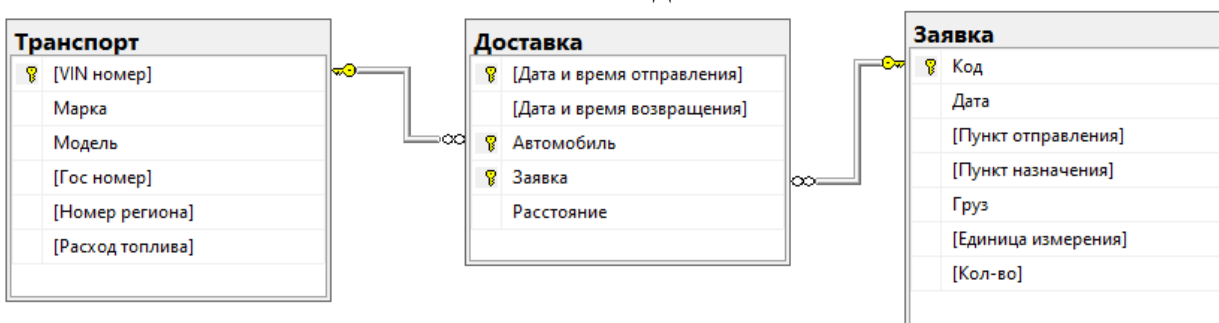 Транспорт
[VIN номер]
Марка
Модель
[Гос номер]
[Номер региона]
[Расход топлива]
Доставка
[Дата и время отправления]
[Дата и время возвращения]
Автомобиль
Заявка
Расстояние
Заявка
Код
Дата
[Пункт отправления]
[Пункт назначения]
Груз
[Единица измерения]
[Кол-во]